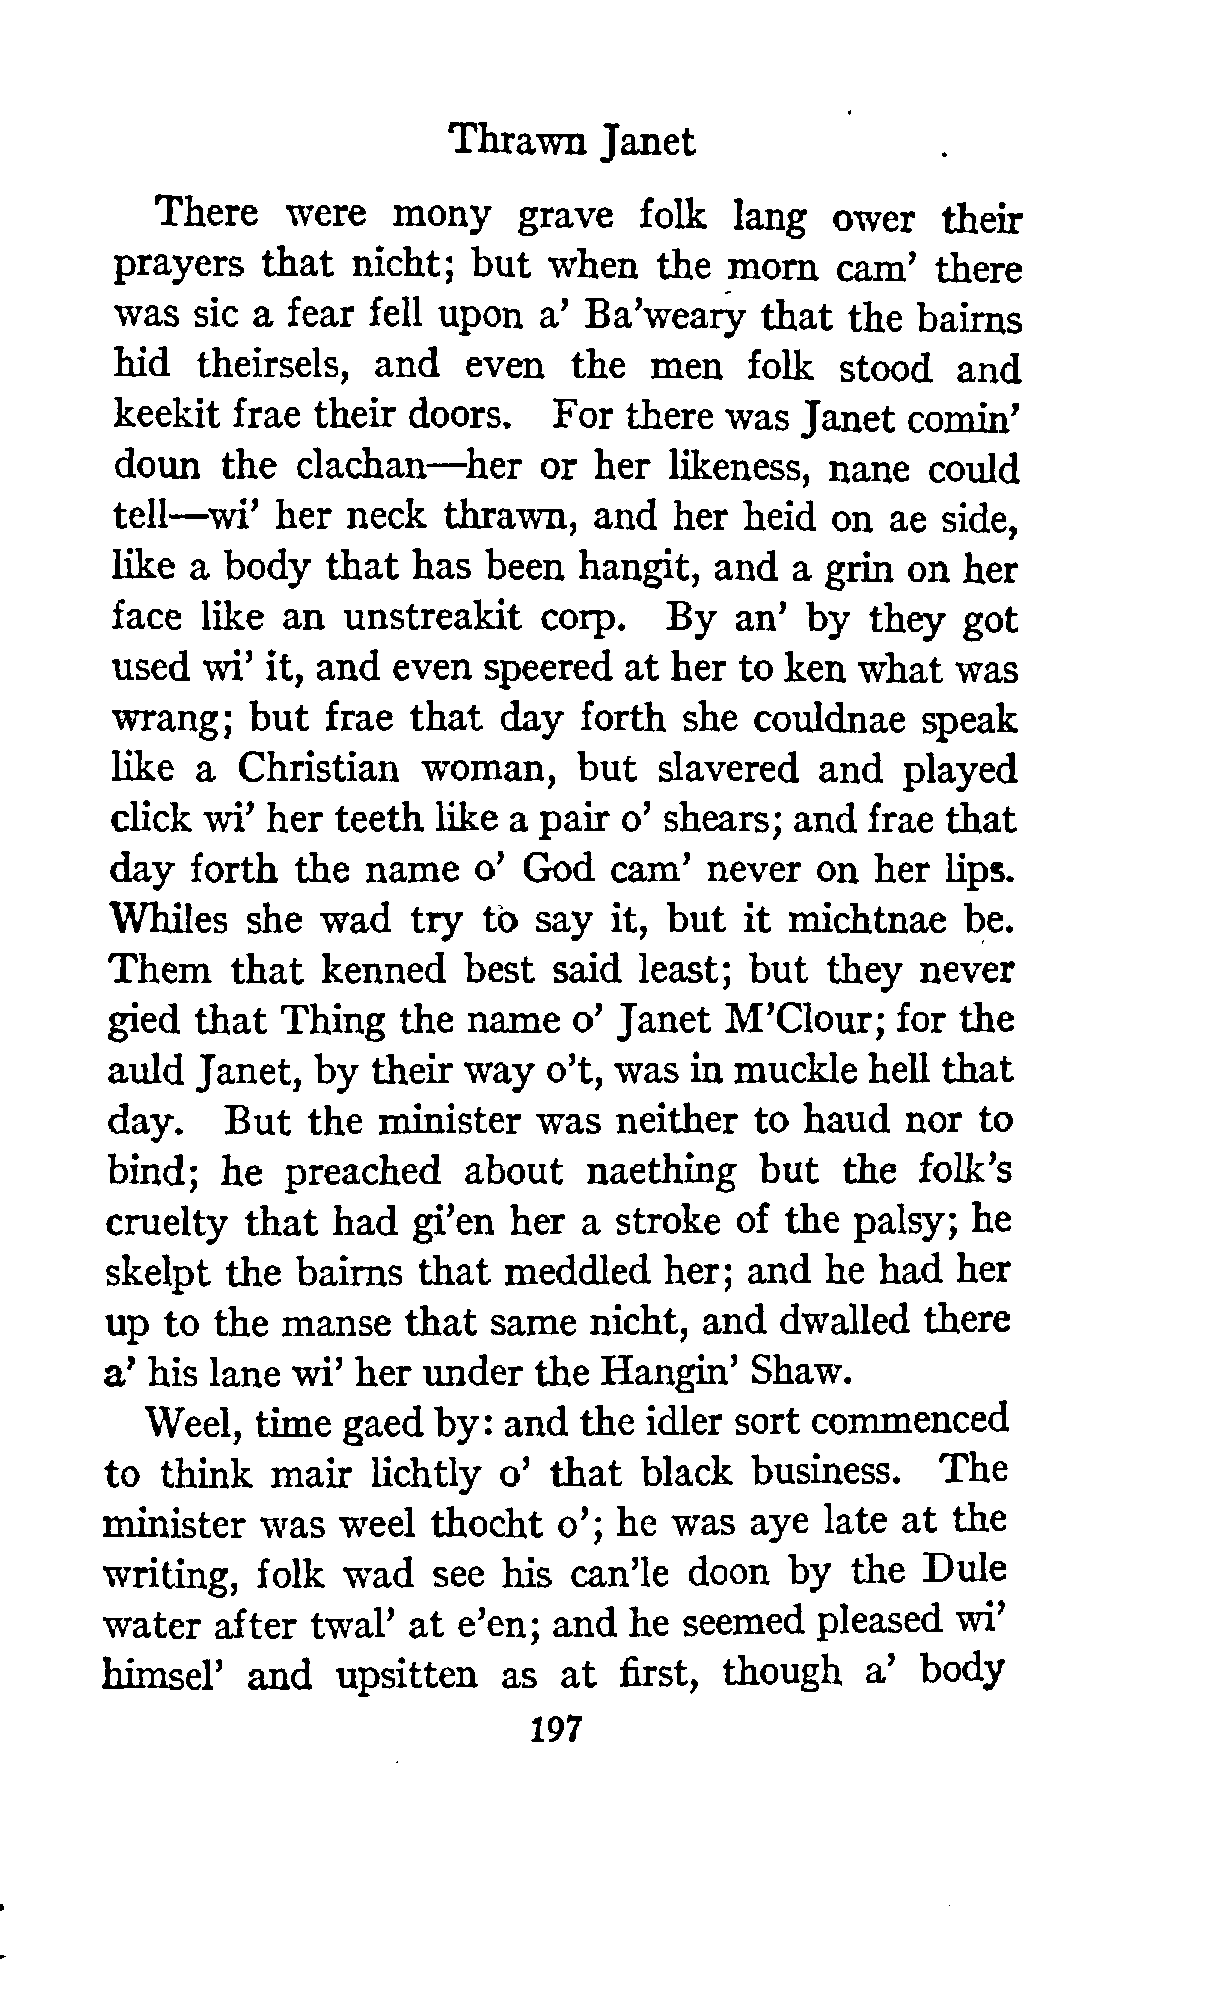 Thrawn Janet
There were mony grave folk lang ower their
prayers that nicht; but when the morn cam' there
was sic a fear fell upon a' Ba'weary that the bairns
hid theirsels, and even the men folk stood and
keekit frae their doors. For there was Janet comin'
doun the clachan—her or her likeness, nane could
tell—wi' her neck thrawn, and her heid on ae side,
like a body that has been hangit, and a grin on her
face like an unstreakit corp. By an' by they got
used wi' it, and even speered at her to ken what was
wrang; but frae that day forth she couldnae speak
like a Christian woman, but slavered and played
click wi' her teeth like a pair o' shears; and frae that
day forth the name o' God cam' never on her lips.
Whiles she wad try to say it, but it michtnae be.
Them that kenned best said least; but they never
gied that Thing the name o' Janet M'Clour; for the
auld Janet, by their way o't, was in muckle hell that
day. But the minister was neither to haud nor to
bind; he preached about naething but the folk's
cruelty that had gi'en her a stroke of the palsy; he
skelpt the bairns that meddled her; and he had her
up to the manse that same nicht, and dwalled there
a' his lane wi' her under the Hangin' Shaw.
Weel, time gaed by: and the idler sort commenced
to think mair lichtly o' that black business. The
minister was weel thocht o'; he was aye late at the
writing, folk wad see his can'le doon by the Dule
water after twal' at e'en; and he seemed pleased wi'
himsel' and upsitten as at first, though a' body
197